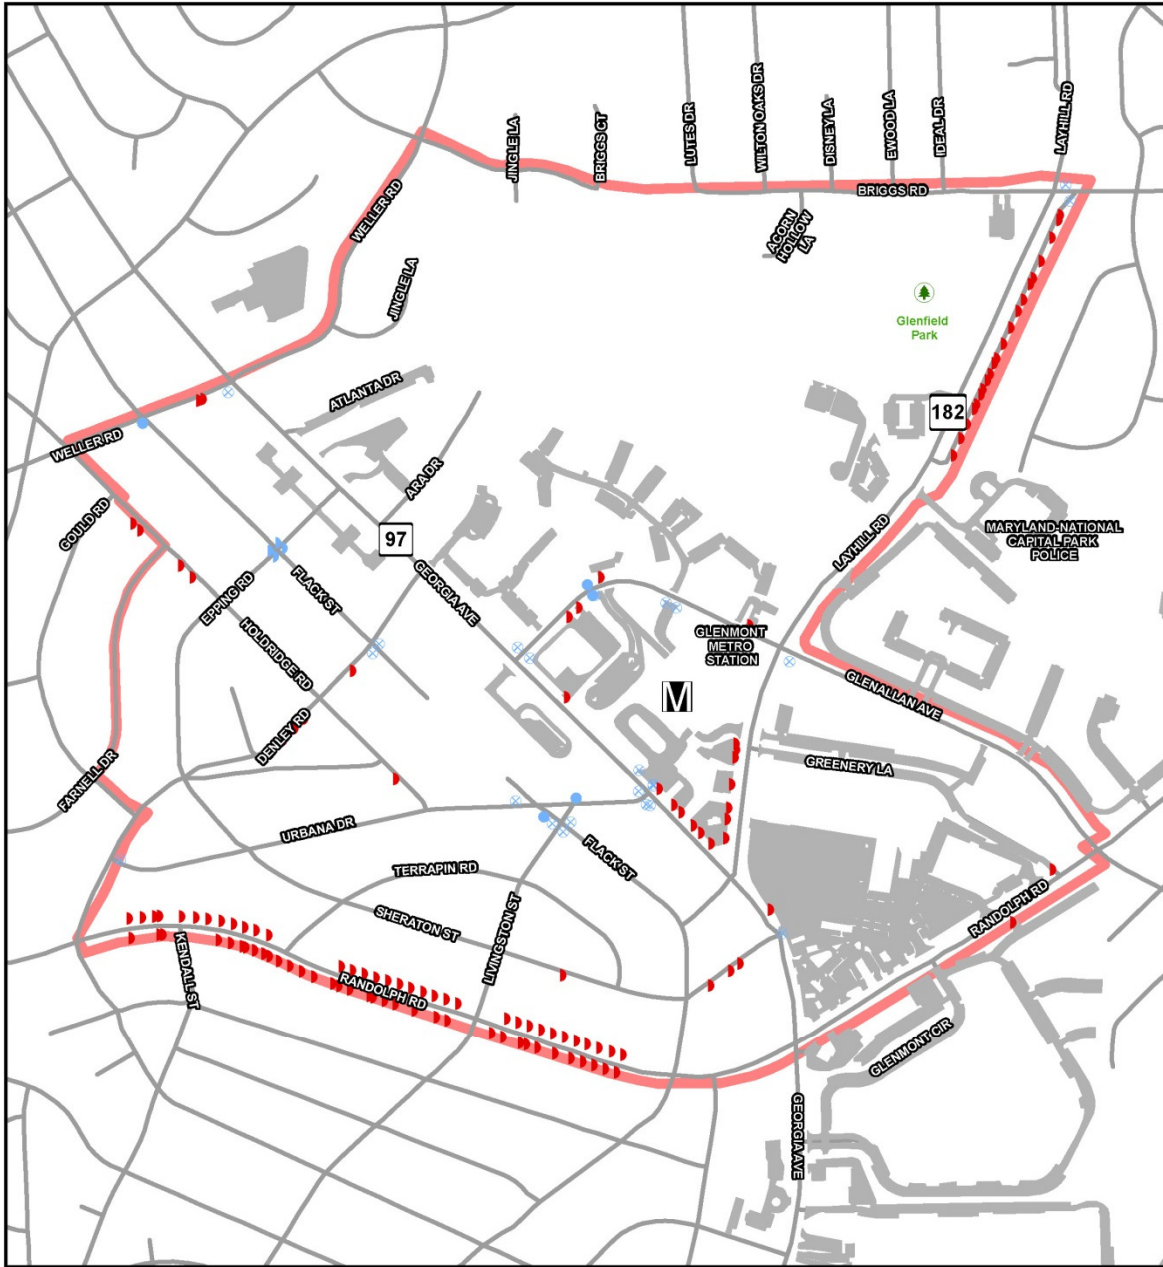 LAYHILL RD
WILTON OAKS DR
EWOOD LA
IDEAL DR
DISNEY LA
LUTES DR
BRIGGS CT
JINGLE LA
BRIGGS RD
WELLER RD
ACORN
HOLLOW
LA
JINGLE LA
Glenfield
Park
ATLANTA DR
182
WELLER RD
ARA DR
GOULD RD
97
MARYLAND-NATIONAL
CAPITAL PARK
POLICE
LAYHILL RD
FLACK ST
GEORGIA AVE
EPPING RD
HOLDRIDGE RD
GLENMONT
METRO
STATION
M
GLENALLAN AVE
DENLEY RD
GREENERY LA
FARNELL DR
URBANA DR
FLACK ST
TERRAPIN RD
RANDOLPH RD
SHERATON ST
LIVINGSTON ST
KENDALL ST
RANDOLPH RD
GLENMONT CIR
GEORGIA AVE